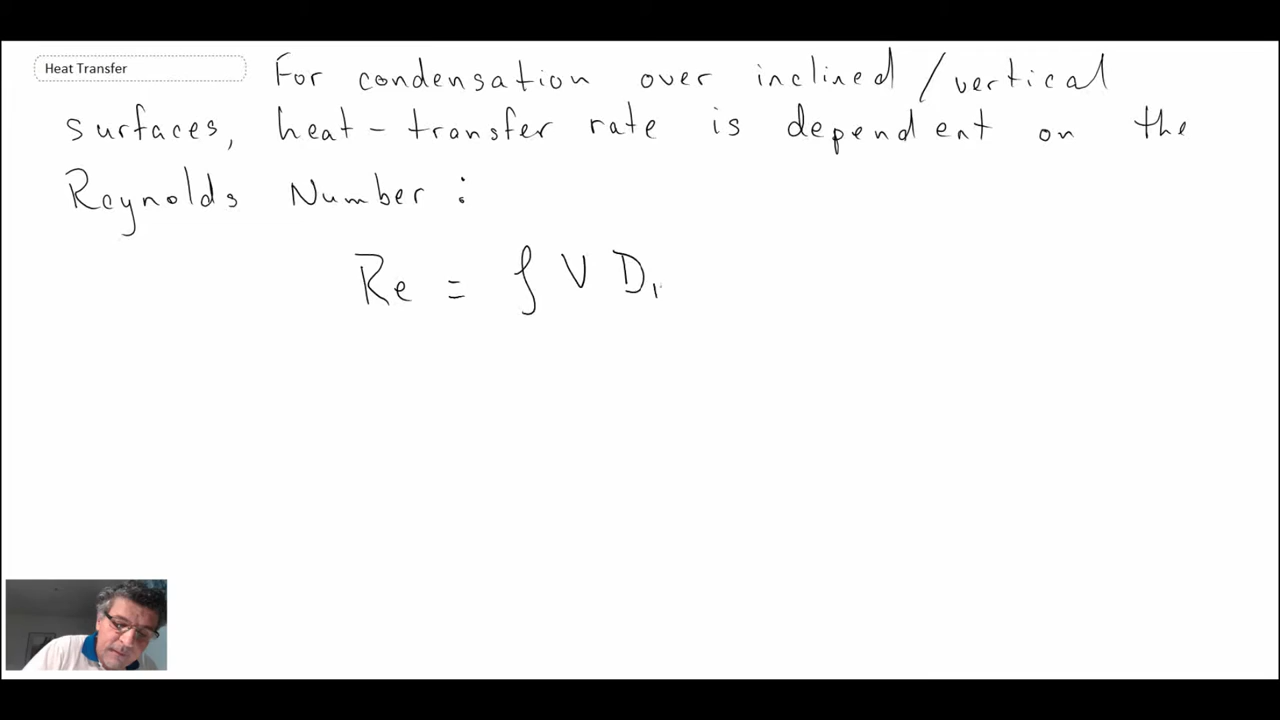 Heat Transfer
For condensation over inclined/vertical
surfaces, heat-transfer rate is dependent on the
Reynolds Number:
Re = ρ V D